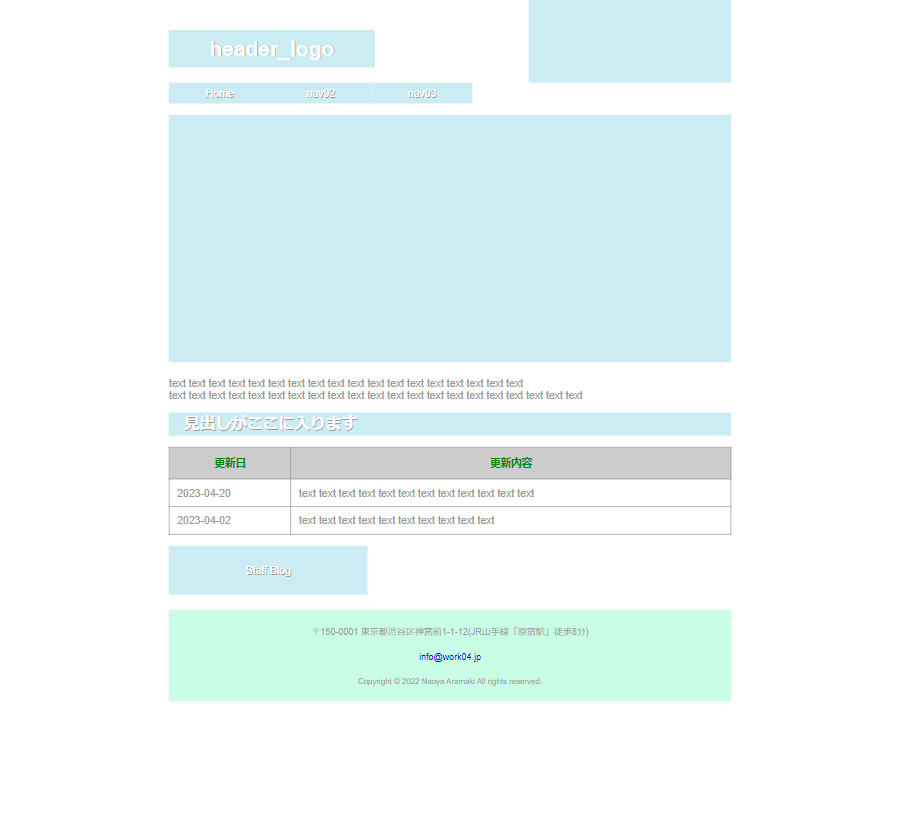 header_logo
Home
nav02
nav03
text text text text text text text text text text text text text text text text text text
text text text text text text text text text text text text text text text text text text text text text
見出しがここに入ります
更新日 更新内容
2023-04-20 text text text text text text text text text text text text
2023-04-02 text text text text text text text text text text
Staff Blog
〒150-0001 東京都渋谷区神宮前1-1-12(JR山手線「原宿駅」徒歩8分)
info@work04.jp
Copyright © 2022 Naoya Aramaki All rights reserved.